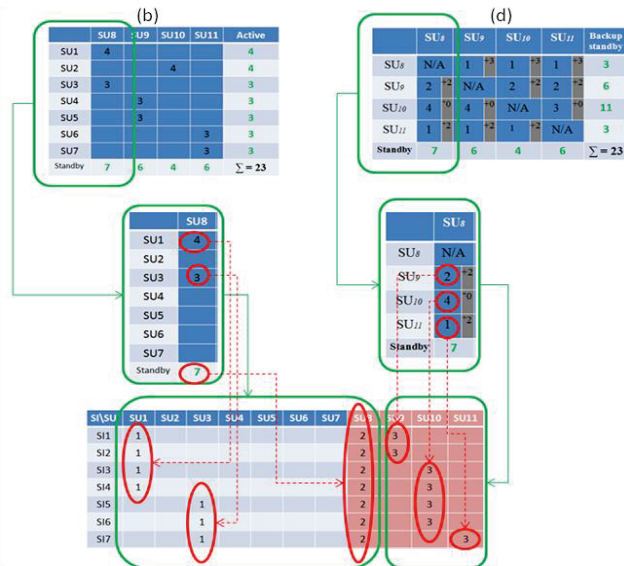 (b)
SU8 SU9 SU10 SU11 Active
SU1 4 4
SU2 4 4
SU3 3 3
SU4 3 3
SU5 3 3
SU6 3 3
SU7 3 3
Standby 7 6 4 6 ∑ = 23
(d)
SU8 SU9 SU10 SU11 Backup standby
SU8 N/A 1 +3 1 +3 1 +3 3
SU9 2 +2 N/A 2 +2 2 +2 6
SU10 4 +0 4 +0 N/A 3 +0 11
SU11 1 +2 1 +2 1 +2 N/A 3
Standby 7 6 4 6 ∑ = 23
SU8
SU1 4
SU2
SU3 3
SU4
SU5
SU6
SU7
Standby 7
SU8
SU8 N/A
SU9 2 +2
SU10 4 +0
SU11 1 +2
Standby 7
SI\SU SU1 SU2 SU3 SU4 SU5 SU6 SU7 SU8 SU9 SU10 SU11
SI1 1 2 3
SI2 1 2 3
SI3 1 2 3
SI4 1 2 3
SI5 1 2 3
SI6 1 2 3
SI7 1 2 3